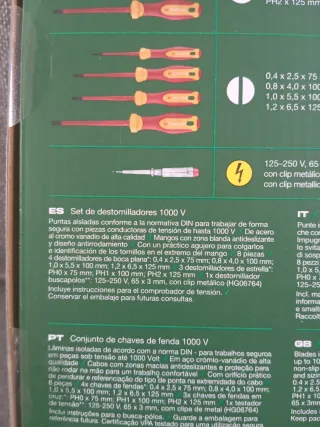 PH2 x 125 mm
0,4 x 2,5 x 75
0,8 x 4,0 x 100
1,0 x 5,5 x 100
1,2 x 6,5 x 125
125-250 V, 65
con clip metálico
con clip metallic
ES Set de destornilladores 1000 V
Puntas aisladas conforme a la normativa DIN para trabajar de forma
segura con piezas conductoras de tensión de hasta 1000 V / De acero
al cromo vanadio de alta calidad / Mangos con zona blanda antideslizante
y diseño antirrodamiento / Con un práctico agujero para colgarlos
e identificación de los tornillos en el extremo del mango / 8 piezas
4 destornilladores de boca plana: 0,4 x 2,5 x 75 mm; 0,8 x 4,0 x 100 mm;
1,0 x 5,5 x 100 mm; 1,2 x 6,5 x 125 mm / 3 destornilladores de estrella:
PH0 x 75 mm; PH1 x 100 mm; PH2 x 125 mm / 1x destornillador
buscapolos: 125-250 V, 65 x 3 mm, con clip metálico (HG06764)
Incluye instrucciones para el comprobador de tensión. /
Conservar el embalaje para futuras consultas.
IT
Punte
PT Conjunto de chaves de fenda 1000 V
Lâminas isoladas de acordo com a norma DIN - para trabalhos seguros
em peças sob tensão até 1000 Volt / Em aço crómio-vanádio de alta
qualidade / Cabos com zonas macias antideslizantes e proteção para
não rodar na mão para um trabalho confortável / Com orifício prático
de pendurar e referenciação do tipo de ponta na extremidade do cabo
8 peças / 4x chaves de fendas: 0,4 x 2,5 x 75 mm; 0,8 x 4,0 x 100 mm;
1,0 x 5,5 x 100 mm; 1,2 x 6,5 x 125 mm / 3x chaves de fendas em
cruz: PH0 x 75 mm; PH1 x 100 mm; PH2 x 125 mm / 1x testador
de tensão: 125-250 V, 65 x 3 mm, com clipe de metal (HG06764)
Inclui instruções para o busca-pólos. / Guarde a embalagem para
GB
Blades